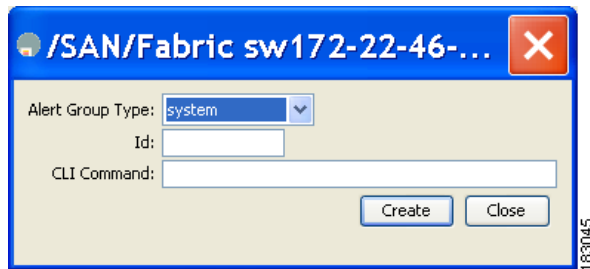 /SAN/Fabric sw172-22-46-...
Alert Group Type: system
Id:
CLI Command:
Create Close
183045